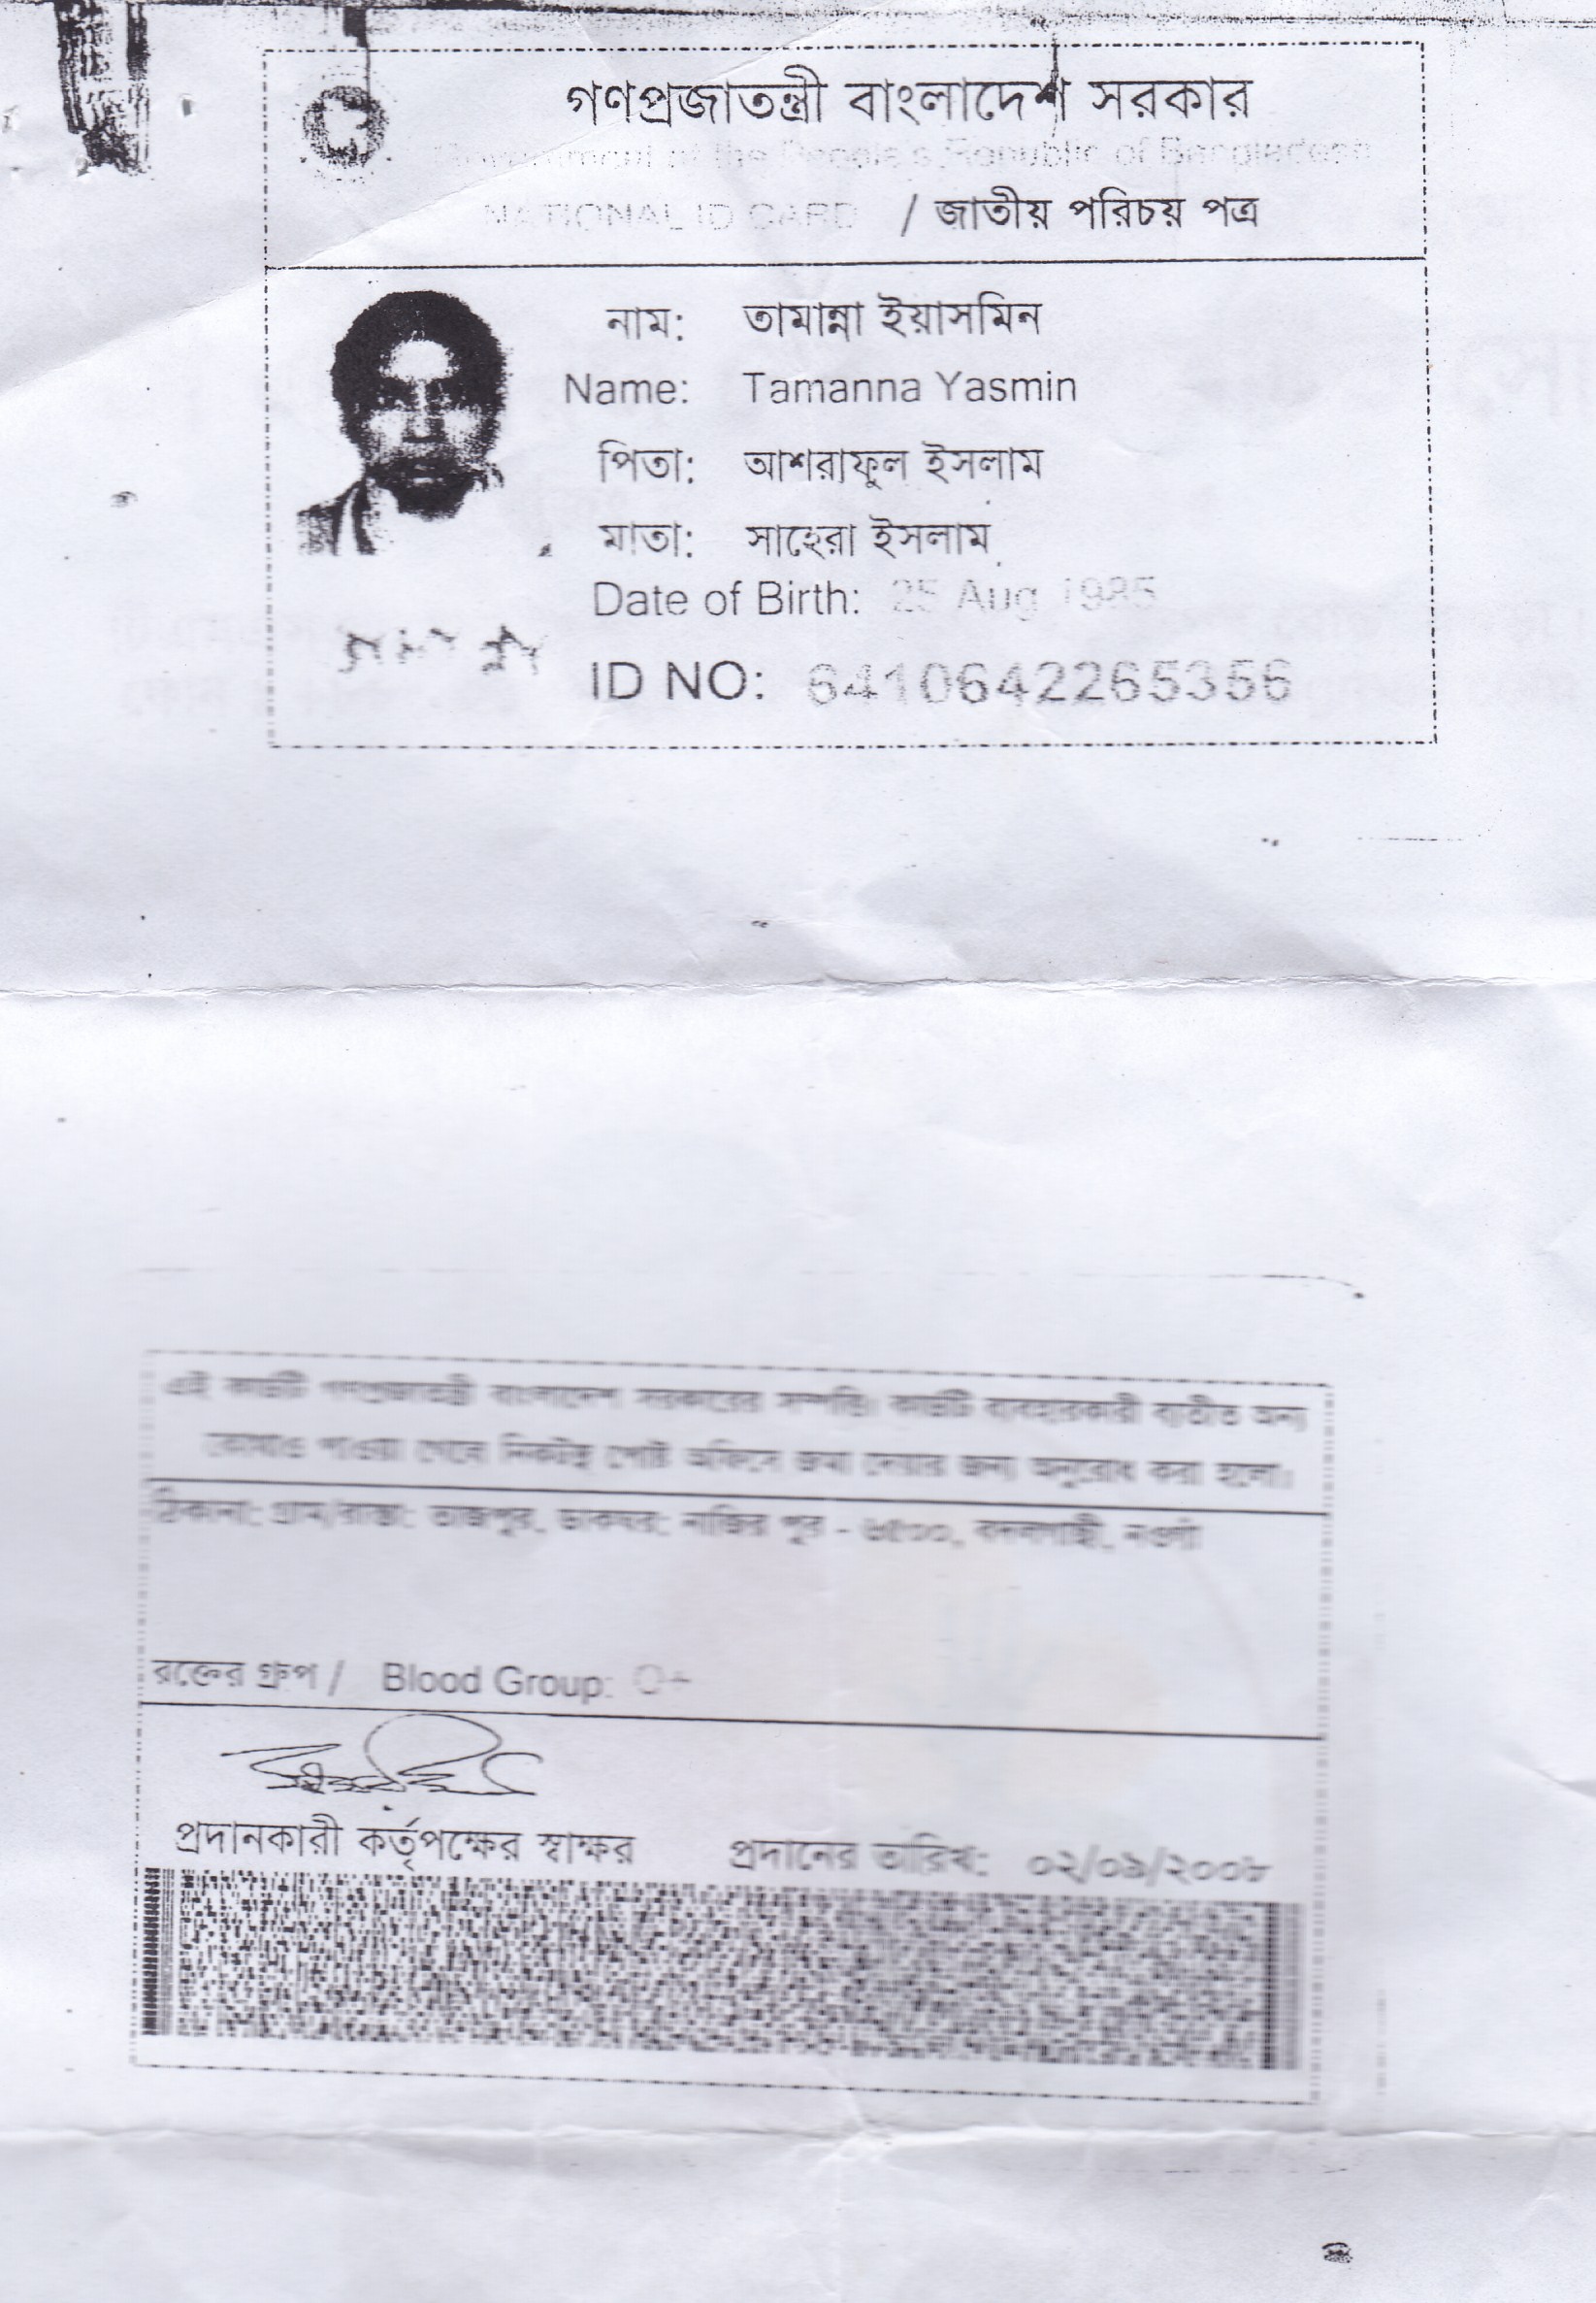 গণপ্রজাতন্ত্রী বাংলাদেশ সরকার
Government of the People's Republic of Bangladesh
NATIONAL ID CARD / জাতীয় পরিচয় পত্র
নাম: তামান্না ইয়াসমিন
Name: Tamanna Yasmin
পিতা: আশরাফুল ইসলাম
মাতা: সাহেরা ইসলাম
Date of Birth: 25 Aug 1985
ID NO: 6410642265356
এই কার্ডটি গণপ্রজাতন্ত্রী বাংলাদেশ সরকারের সম্পত্তি। কার্ডটি ব্যবহারকারী ব্যতীত অন্য
কোথাও পাওয়া গেলে নিকটস্থ পোষ্ট অফিসে জমা দেয়ার জন্য অনুরোধ করা হলো।
ঠিকানা: গ্রাম/রাস্তা: তাজপুর, ডাকঘর: নাজির পুর - ৬৫০০, বদলগাছী, নওগাঁ
রক্তের গ্রুপ / Blood Group: O+
প্রদানকারী কর্তৃপক্ষের স্বাক্ষর প্রদানের তারিখ: ০২/০৯/২০০৮